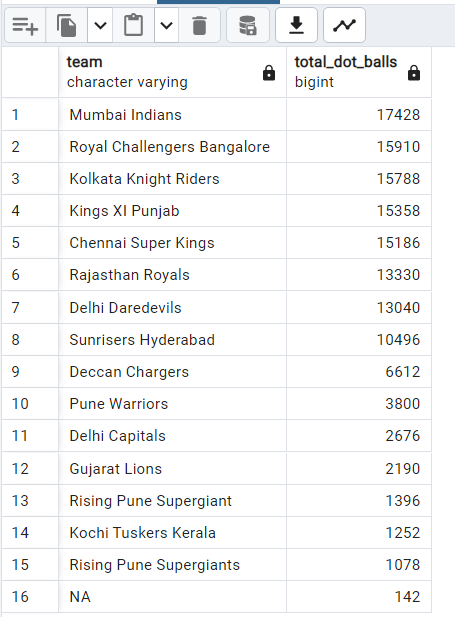 team total_dot_balls
character varying bigint
1 Mumbai Indians 17428
2 Royal Challengers Bangalore 15910
3 Kolkata Knight Riders 15788
4 Kings XI Punjab 15358
5 Chennai Super Kings 15186
6 Rajasthan Royals 13330
7 Delhi Daredevils 13040
8 Sunrisers Hyderabad 10496
9 Deccan Chargers 6612
10 Pune Warriors 3800
11 Delhi Capitals 2676
12 Gujarat Lions 2190
13 Rising Pune Supergiant 1396
14 Kochi Tuskers Kerala 1252
15 Rising Pune Supergiants 1078
16 NA 142